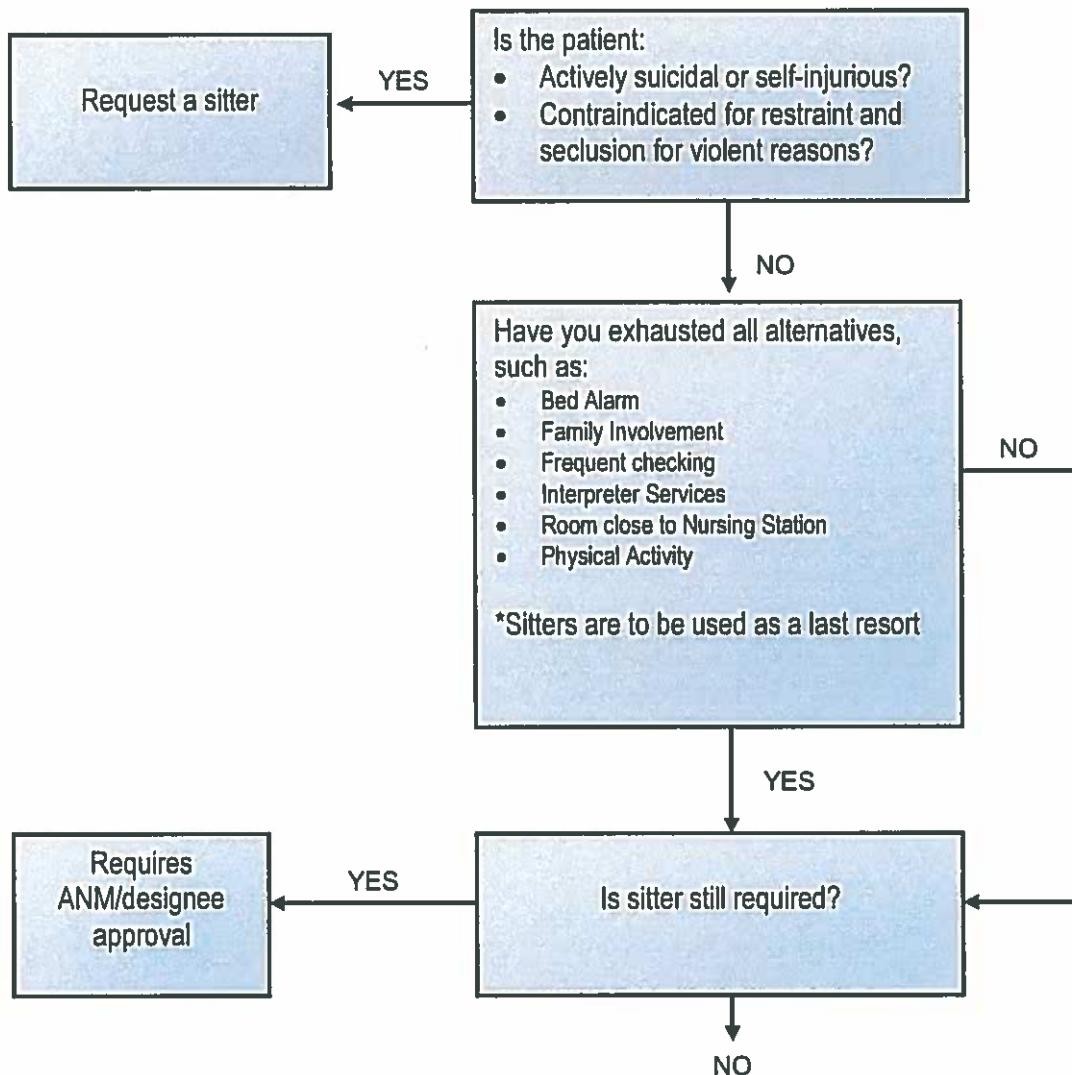 Is the patient:
• Actively suicidal or self-injurious?
• Contraindicated for restraint and
seclusion for violent reasons?
YES
Request a sitter
NO
Have you exhausted all alternatives,
such as:
• Bed Alarm
• Family Involvement
• Frequent checking
• Interpreter Services
• Room close to Nursing Station
• Physical Activity
*Sitters are to be used as a last resort
NO
YES
Is sitter still required?
YES
Requires
ANM/designee
approval
NO